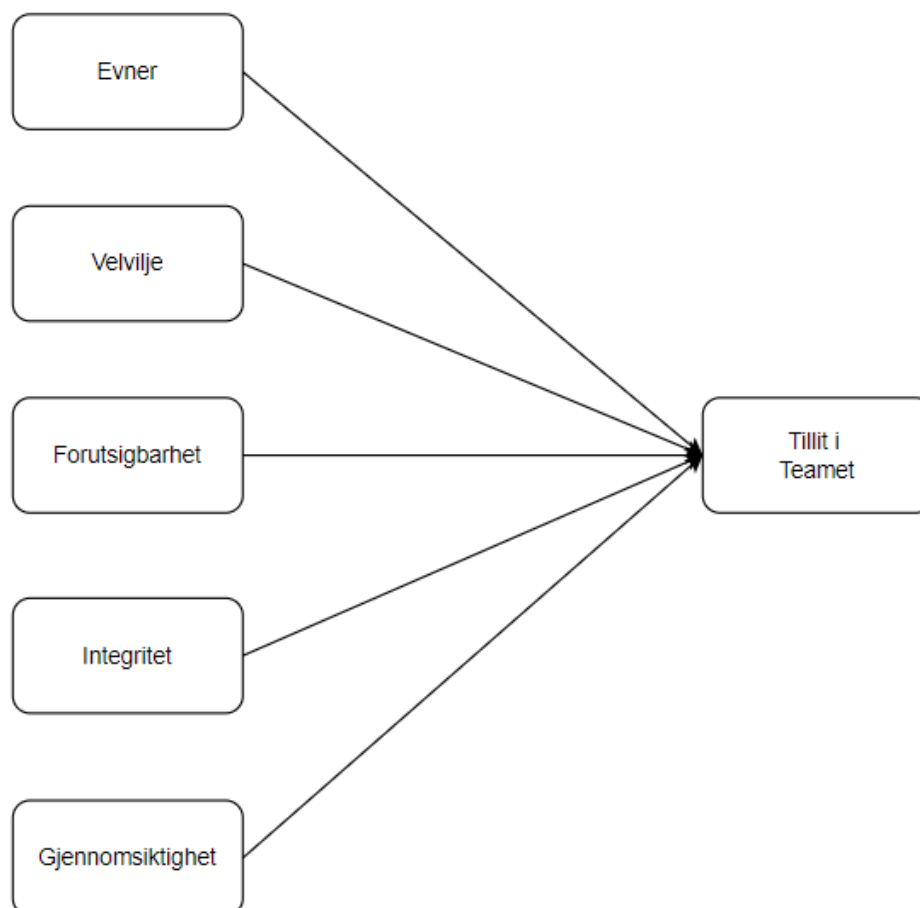 Evner
Velvilje
Forutsigbarhet
Tillit i
Teamet
Integritet
Gjennomsiktighet